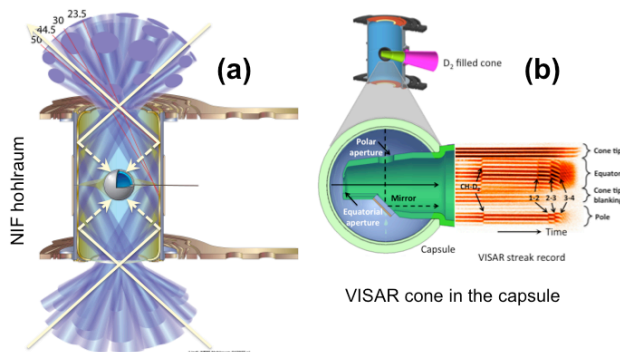 23.5
30
44.5
50
(a)
NIF hohlraum
(b)
D₂ filled cone
Polar
aperture
Mirror
Equatorial
aperture
Capsule
CH-D₂
1-2
2-3
3-4
Cone tip
Equator
Cone tip
blanking
Pole
Time
VISAR streak record
VISAR cone in the capsule